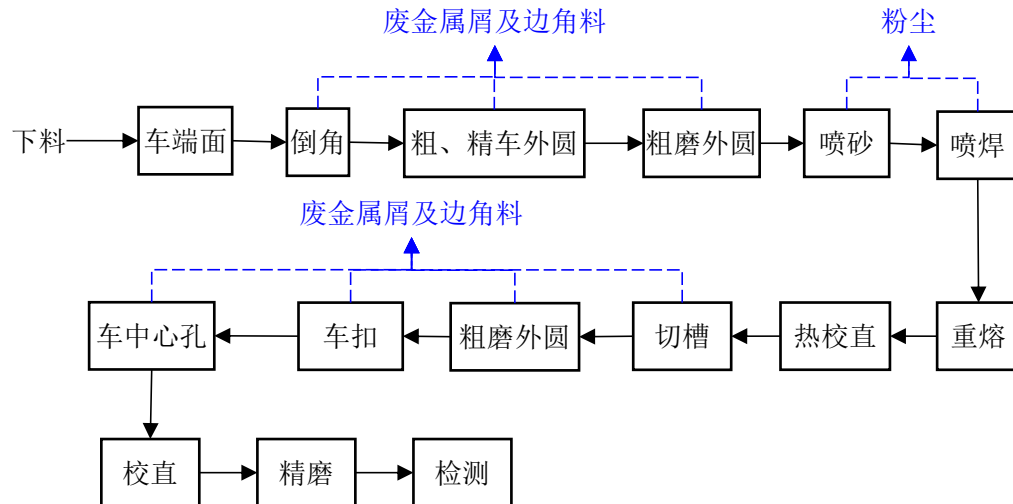 废金属屑及边角料 粉尘
下料 车端面 倒角 粗、精车外圆 粗磨外圆 喷砂 喷焊
废金属屑及边角料
车中心孔 车扣 粗磨外圆 切槽 热校直 重熔
校直 精磨 检测